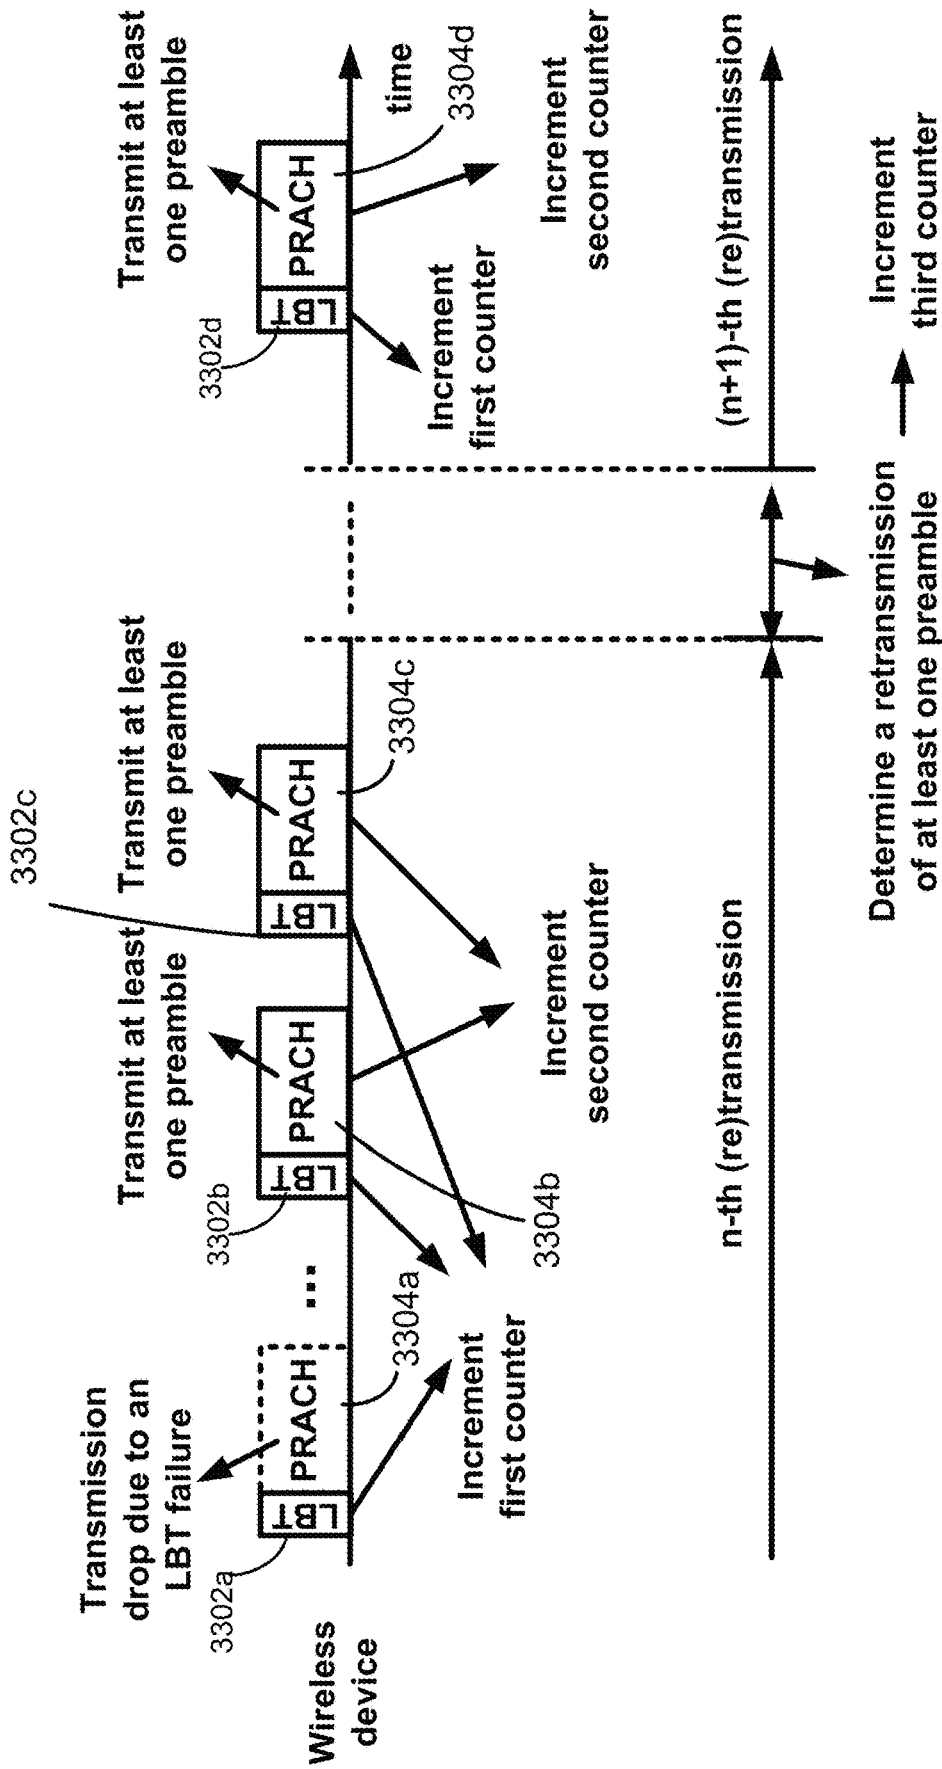 Transmission
drop due to an
LBT failure
Transmit at least
one preamble
Transmit at least
one preamble
Transmit at least
one preamble
3302a
3302b
3302c
3302d
Wireless
device
LBT
PRACH
...
LBT
PRACH
LBT
PRACH
LBT
PRACH
time
3304a
3304b
3304c
3304d
Increment
first counter
Increment
second counter
Increment
first counter
Increment
second counter
n-th (re)transmission
(n+1)-th (re)transmission
Determine a retransmission
of at least one preamble
Increment
third counter